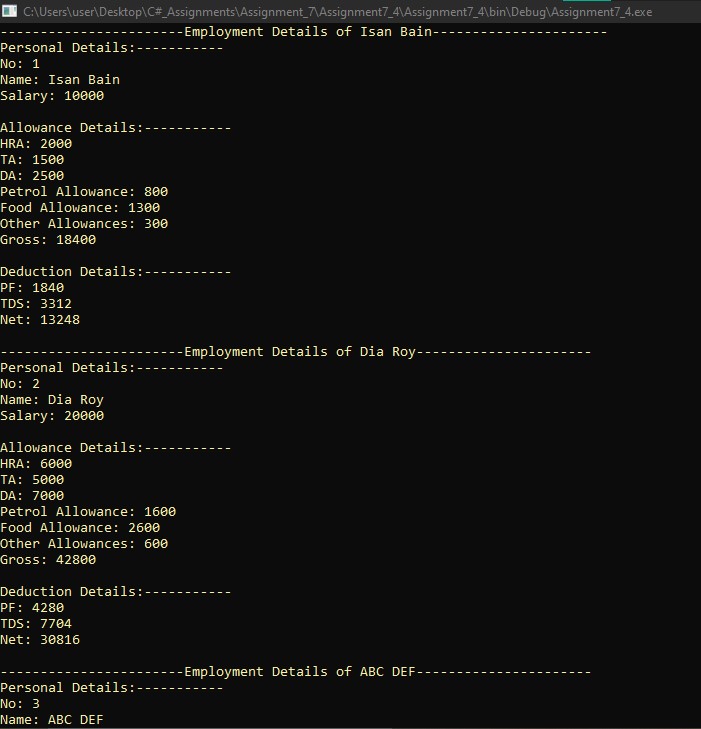 C:\Users\user\Desktop\C#_Assignments\Assignment_7\Assignment7_4\Assignment7_4\bin\Debug\Assignment7_4.exe
-----------------------Employment Details of Isan Bain----------------------
Personal Details:-----------
No: 1
Name: Isan Bain
Salary: 10000
Allowance Details:-----------
HRA: 2000
TA: 1500
DA: 2500
Petrol Allowance: 800
Food Allowance: 1300
Other Allowances: 300
Gross: 18400
Deduction Details:-----------
PF: 1840
TDS: 3312
Net: 13248
-----------------------Employment Details of Dia Roy----------------------
Personal Details:-----------
No: 2
Name: Dia Roy
Salary: 20000
Allowance Details:-----------
HRA: 6000
TA: 5000
DA: 7000
Petrol Allowance: 1600
Food Allowance: 2600
Other Allowances: 600
Gross: 42800
Deduction Details:-----------
PF: 4280
TDS: 7704
Net: 30816
-----------------------Employment Details of ABC DEF----------------------
Personal Details:-----------
No: 3
Name: ABC DEF